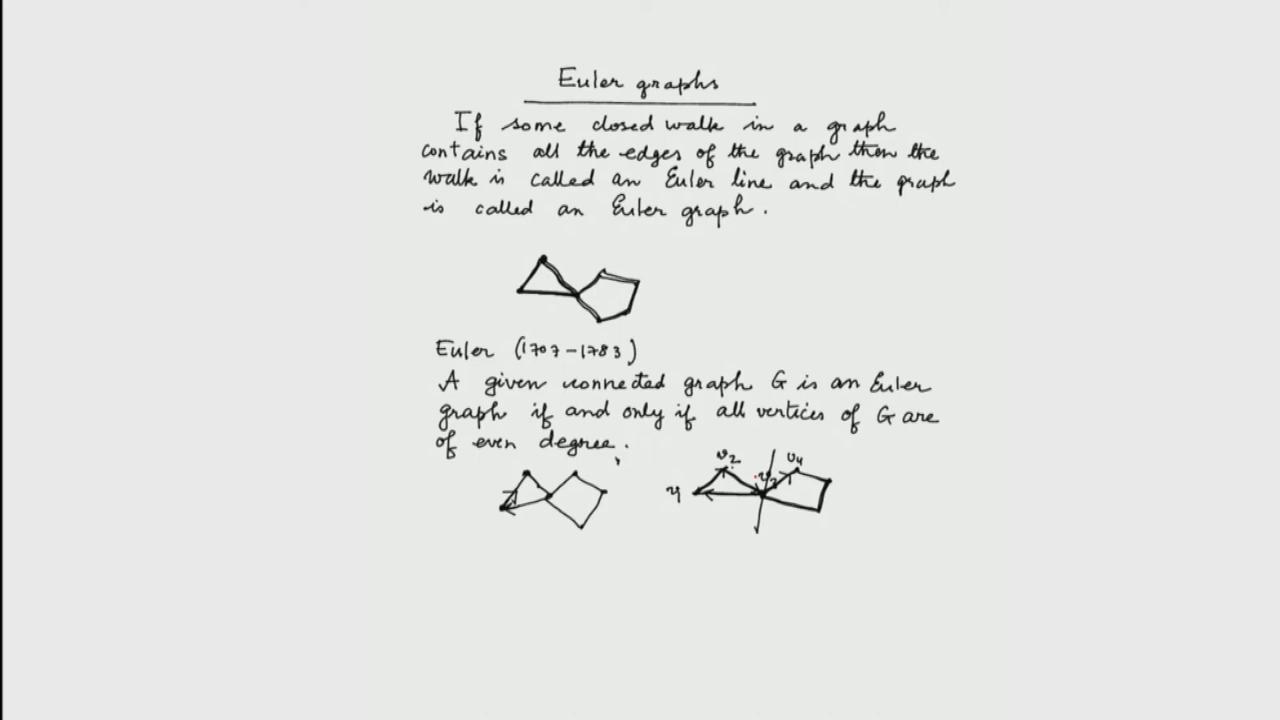 Euler graphs
If some closed walk in a graph
contains all the edges of the graph then the
walk is called an Euler line and the graph
is called an Euler graph.
Euler (1707-1783)
A given connected graph G is an Euler
graph if and only if all vertices of G are
of even degree.
v2 v3 v4
v1